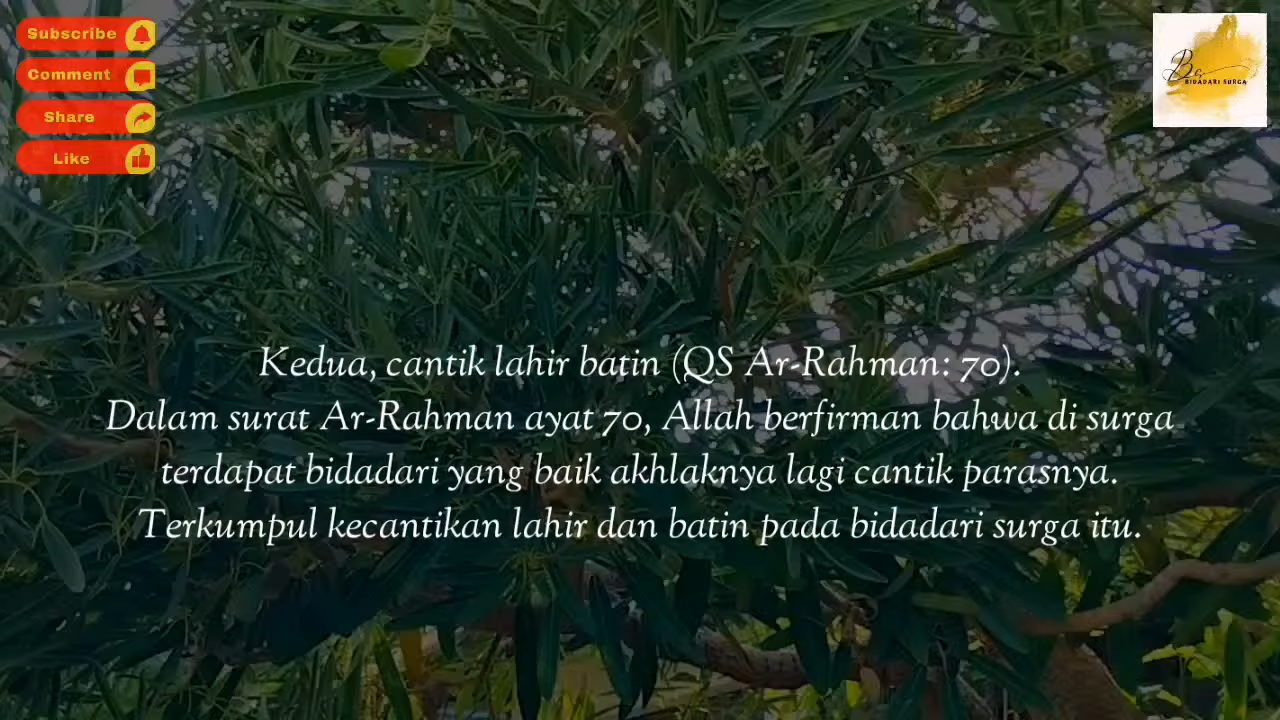 Subscribe
Comment
Share
Like
Bs
BIDADARI SURGA
Kedua, cantik lahir batin (QS Ar-Rahman: 70).
Dalam surat Ar-Rahman ayat 70, Allah berfirman bahwa di surga
terdapat bidadari yang baik akhlaknya lagi cantik parasnya.
Terkumpul kecantikan lahir dan batin pada bidadari surga itu.